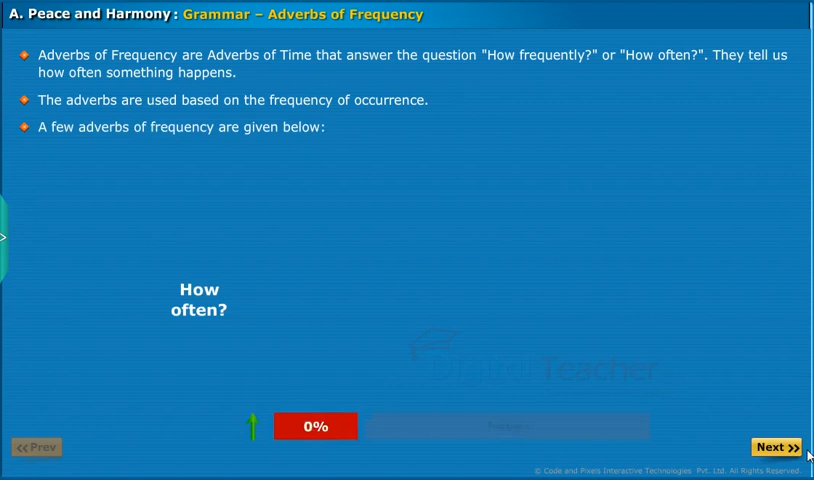 A. Peace and Harmony : Grammar – Adverbs of Frequency
Adverbs of Frequency are Adverbs of Time that answer the question "How frequently?" or "How often?". They tell us
how often something happens.
The adverbs are used based on the frequency of occurrence.
A few adverbs of frequency are given below:
How
often?
Digital Teacher
0%
Prev
Next
© Code and Pixels Interactive Technologies Pvt. Ltd. All Rights Reserved.